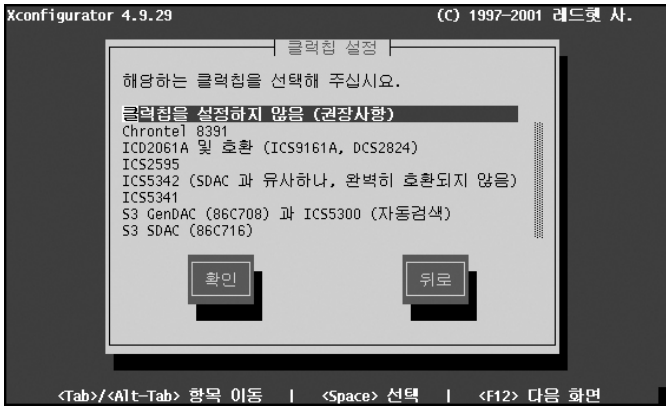 Xconfigurator 4.9.29 (C) 1997-2001 레드햇 사.
클럭칩 설정
해당하는 클럭칩을 선택해 주십시요.
클럭칩을 설정하지 않음 (권장사항)
Chrontel 8391
ICD2061A 및 호환 (ICS9161A, DCS2824)
ICS2595
ICS5342 (SDAC 과 유사하나, 완벽히 호환되지 않음)
ICS5341
S3 GenDAC (86C708) 과 ICS5300 (자동검색)
S3 SDAC (86C716)
확인 뒤로
<Tab>/<Alt-Tab> 항목 이동 | <Space> 선택 | <F12> 다음 화면